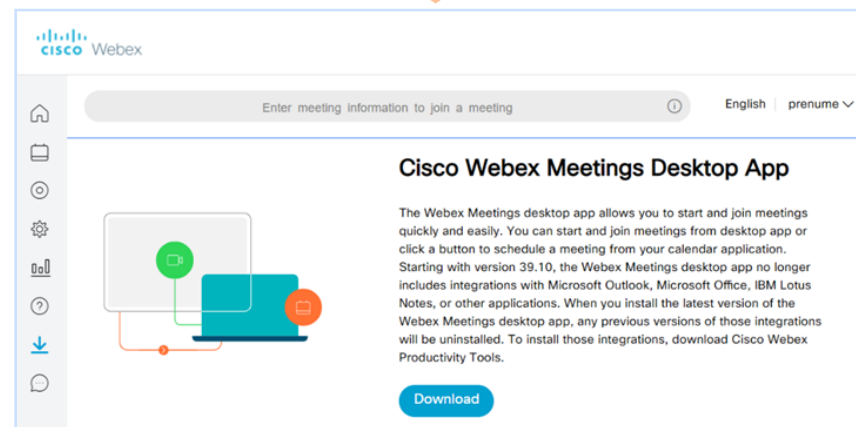 CISCO Webex
Enter meeting information to join a meeting
English prenume
Cisco Webex Meetings Desktop App
The Webex Meetings desktop app allows you to start and join meetings
quickly and easily. You can start and join meetings from desktop app or
click a button to schedule a meeting from your calendar application.
Starting with version 39.10, the Webex Meetings desktop app no longer
includes integrations with Microsoft Outlook, Microsoft Office, IBM Lotus
Notes, or other applications. When you install the latest version of the
Webex Meetings desktop app, any previous versions of those integrations
will be uninstalled. To install those integrations, download Cisco Webex
Productivity Tools.
Download